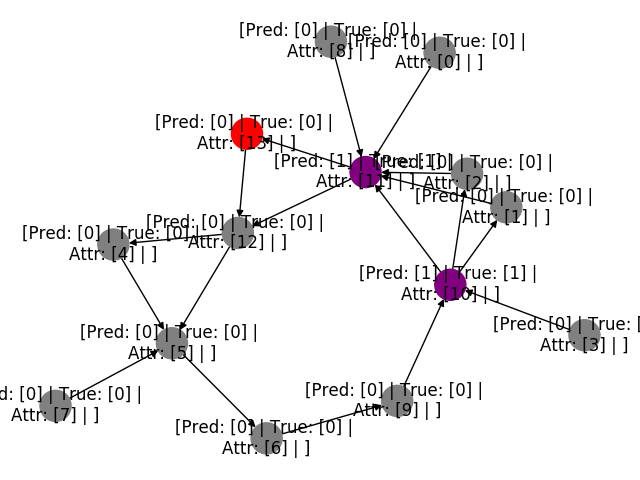 [Pred: [0] | True: [0] |
Attr: [8] | ]
[Pred: [0] | True: [0] |
Attr: [0] | ]
[Pred: [0] | True: [0] |
Attr: [13] | ]
[Pred: [1] | True: [1] |
Attr: [11] | ]
[Pred: [0] | True: [0] |
Attr: [2] | ]
[Pred: [0] | True: [0] |
Attr: [1] | ]
[Pred: [0] | True: [0] |
Attr: [12] | ]
[Pred: [0] | True: [0] |
Attr: [4] | ]
[Pred: [1] | True: [1] |
Attr: [10] | ]
[Pred: [0] | True: [
Attr: [3] | ]
[Pred: [0] | True: [0] |
Attr: [5] | ]
d: [0] | True: [0] |
Attr: [7] | ]
[Pred: [0] | True: [0] |
Attr: [9] | ]
[Pred: [0] | True: [0] |
Attr: [6] | ]